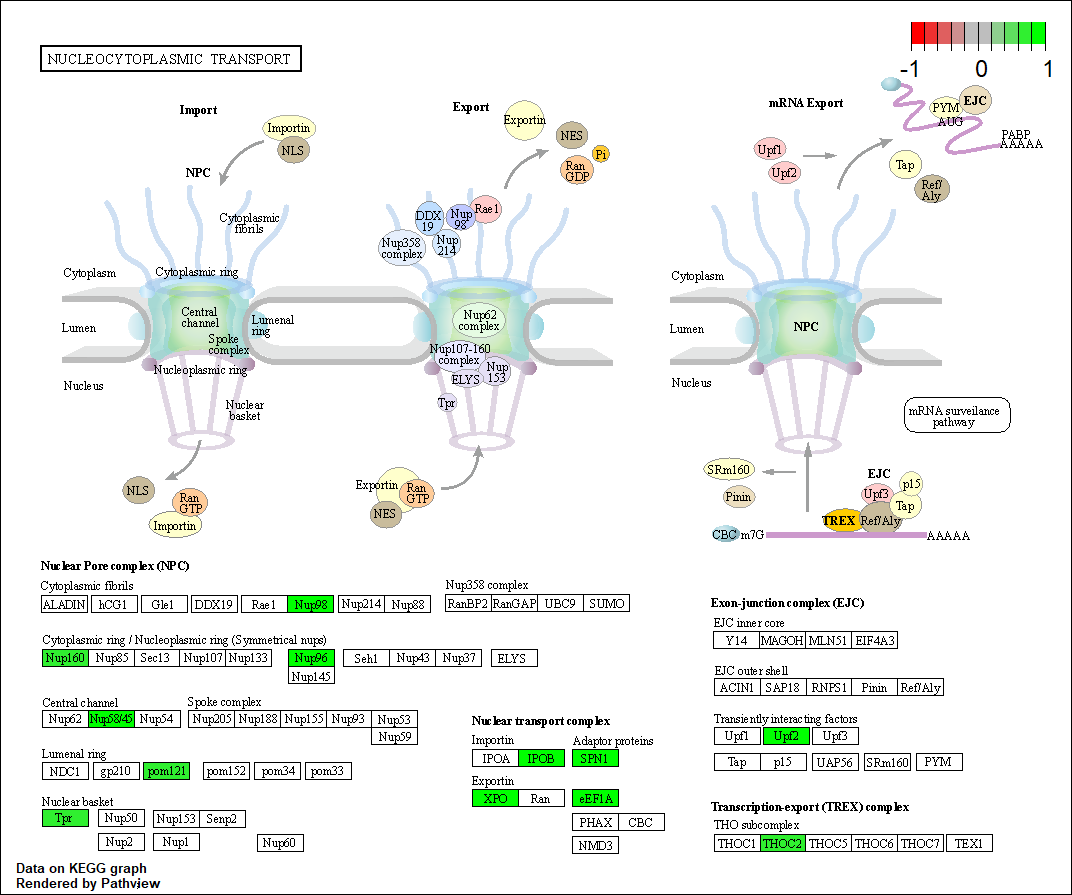 NUCLEOCYTOPLASMIC TRANSPORT
-1 0 1
Import
Export
mRNA Export
Importin
NLS
NPC
Cytoplasmic
fibrils
Exportin
NES
Pi
Ran
GDP
DDX
19
Nup
98
Rae1
Nup358
complex
Nup
214
Upf1
Upf2
PYM
EJC
AUG
PABP
AAAAA
Tap
Ref/
Aly
Cytoplasm
Cytoplasmic ring
Lumen
Central
channel
Lumenal
ring
Spoke
complex
Nucleoplasmic ring
Nucleus
Nuclear
basket
Nup62
complex
Nup107-160
complex
Nup
153
ELYS
Tpr
Cytoplasm
Lumen
NPC
Nucleus
mRNA surveilance
pathway
NLS
Ran
GTP
Importin
Exportin
Ran
GTP
NES
SRm160
Pinin
EJC
Upf3
p15
Tap
TREX
Ref/Aly
CBC
m7G
AAAAA
Nuclear Pore complex (NPC)
Cytoplasmic fibrils
ALADIN hCG1 Gle1 DDX19 Rae1 Nup98 Nup214 Nup88
Nup358 complex
RanBP2 RanGAP UBC9 SUMO
Cytoplasmic ring / Nucleoplasmic ring (Symmetrical nups)
Nup160 Nup85 Sec13 Nup107 Nup133 Nup96 Seh1 Nup43 Nup37 ELYS
Nup145
Central channel
Nup62 Nup58/45 Nup54
Spoke complex
Nup205 Nup188 Nup155 Nup93 Nup53
Nup59
Lumenal ring
NDC1 gp210 pom121 pom152 pom34 pom33
Nuclear basket
Tpr Nup50 Nup153 Senp2
Nup2 Nup1 Nup60
Nuclear transport complex
Importin
IPOA IPOB
Adaptor proteins
SPN1
Exportin
XPO Ran
eEF1A
PHAX CBC
NMD3
Exon-junction complex (EJC)
EJC inner core
Y14 MAGOH MLN51 EIF4A3
EJC outer shell
ACIN1 SAP18 RNPS1 Pinin Ref/Aly
Transiently interacting factors
Upf1 Upf2 Upf3
Tap p15 UAP56 SRm160 PYM
Transcription-export (TREX) complex
THO subcomplex
THOC1 THOC2 THOC5 THOC6 THOC7 TEX1
Data on KEGG graph
Rendered by Pathview